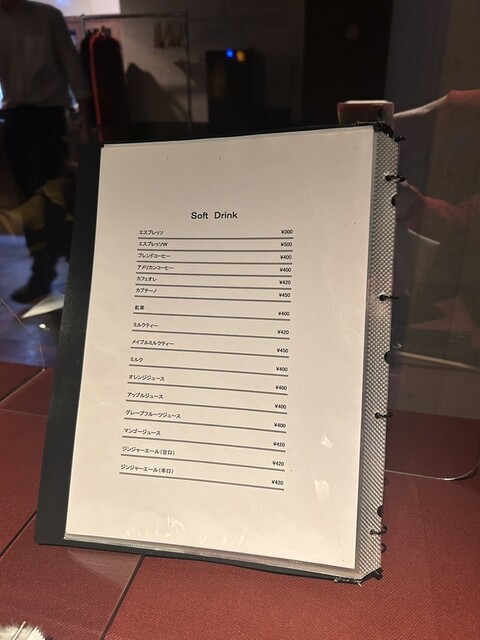 Soft Drink
エスプレッソ ¥300
エスプレッソW ¥500
ブレンドコーヒー ¥400
アメリカンコーヒー ¥400
カフェオレ ¥420
カプチーノ ¥450
紅茶 ¥400
ミルクティー ¥420
メイプルミルクティー ¥450
ミルク ¥400
オレンジジュース ¥400
アップルジュース ¥400
グレープフルーツジュース ¥400
マンゴージュース ¥420
ジンジャーエール(甘口) ¥420
ジンジャーエール(辛口) ¥420